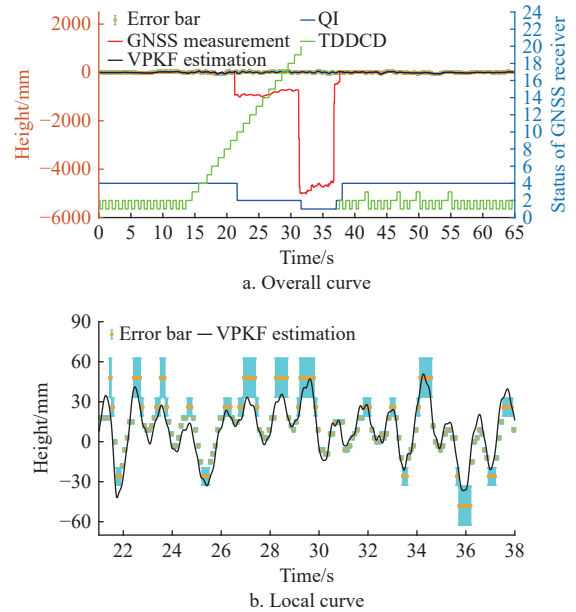 Error bar QI
GNSS measurement TDDCD
VPKF estimation
Height/mm
2000
0
-2000
-4000
-6000
Status of GNSS receiver
24
22
20
18
16
14
12
10
8
6
4
2
0
0 5 10 15 20 25 30 35 40 45 50 55 60 65
Time/s
a. Overall curve
Error bar VPKF estimation
Height/mm
90
60
30
0
-30
-60
22 24 26 28 30 32 34 36 38
Time/s
b. Local curve